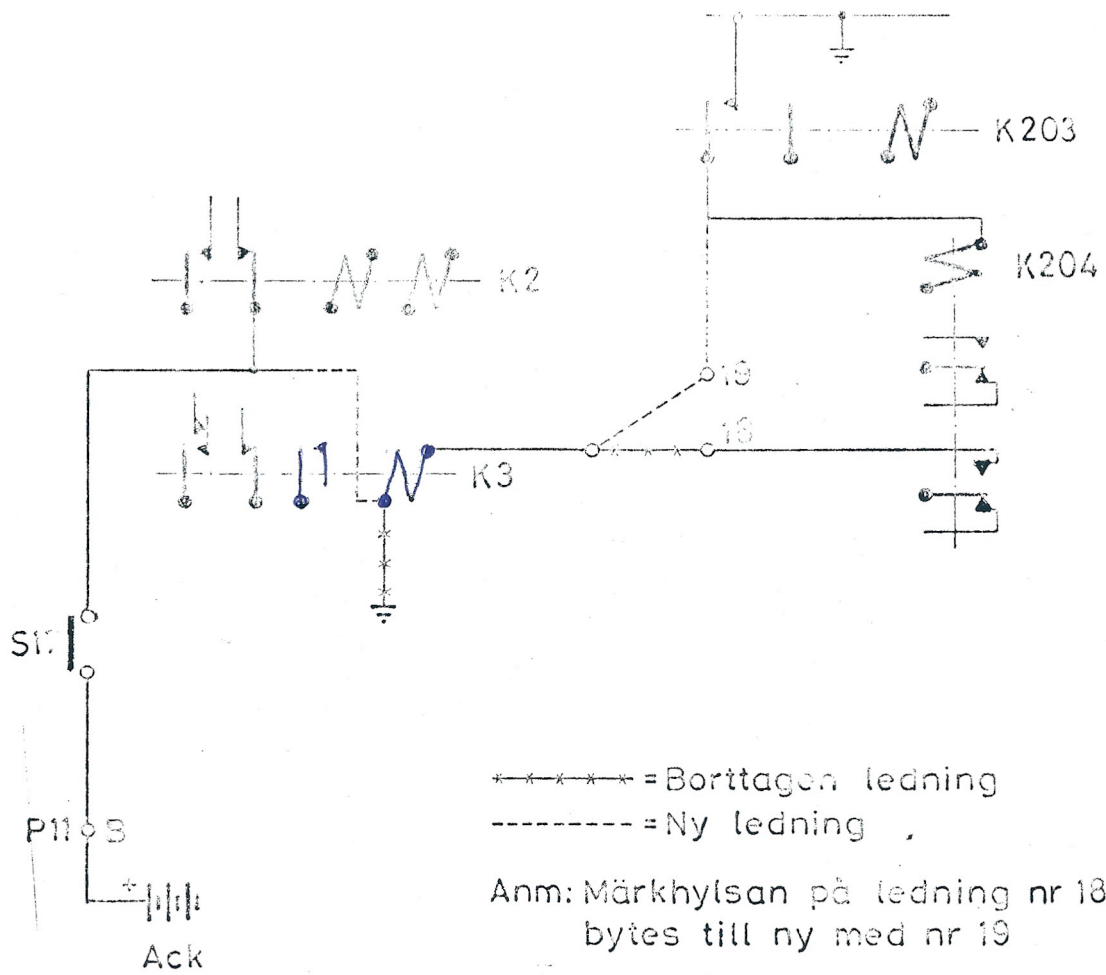 K203
K204
K2
19
18
K3
P11 B
+
Ack
= Borttagen ledning
= Ny ledning
Anm: Märkhylsan på ledning nr 18
bytes till ny med nr 19